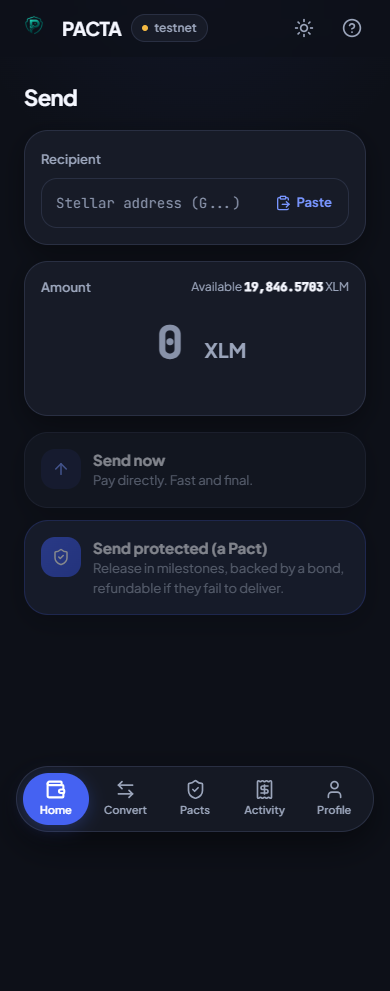 PACTA
testnet
Send
Recipient
Stellar address (G...)
Paste
Amount
Available 19,846.5703 XLM
0 XLM
Send now
Pay directly. Fast and final.
Send protected (a Pact)
Release in milestones, backed by a bond,
refundable if they fail to deliver.
Home
Convert
Pacts
Activity
Profile